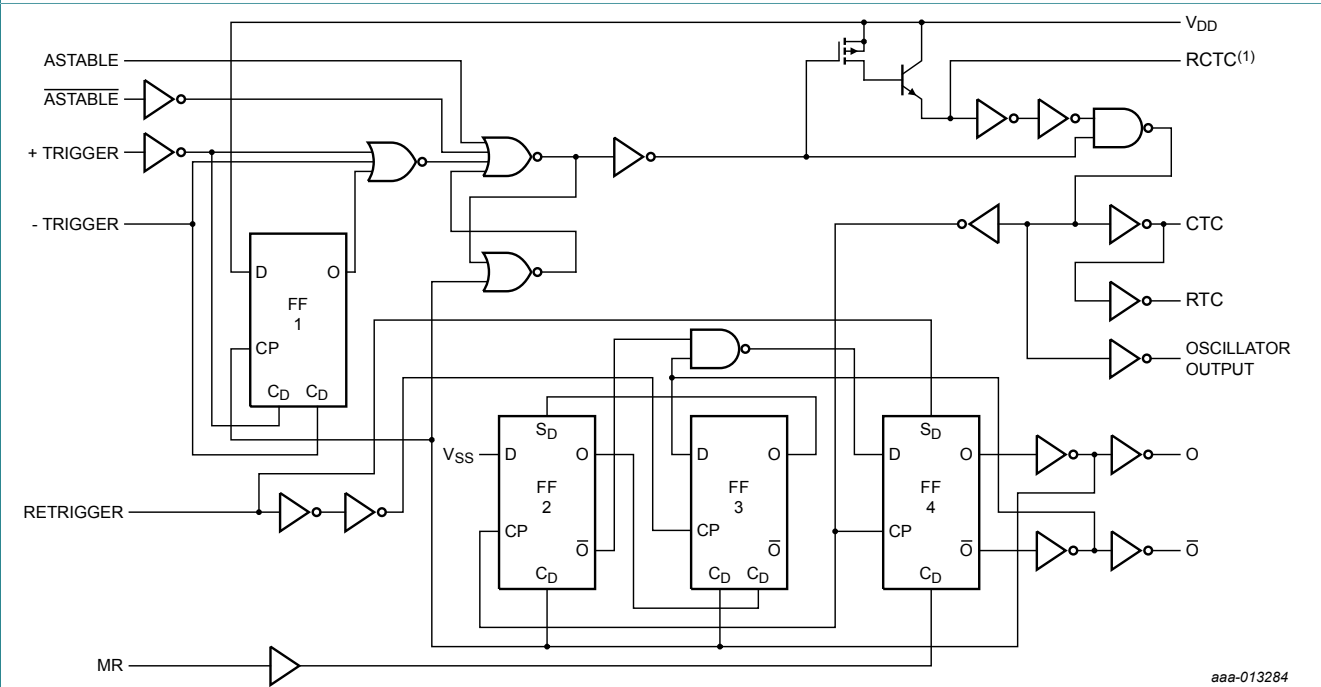 V_DD
ASTABLE
RCTC(1)
A̅S̅T̅A̅B̅L̅E̅
+ TRIGGER
- TRIGGER
CTC
D
O
FF
1
RTC
CP
OSCILLATOR
OUTPUT
C_D
C_D
S_D
S_D
V_SS
D
O
D
O
D
O
O
FF
2
FF
3
FF
4
RETRIGGER
CP
CP
CP
O̅
O̅
O̅
O̅
C_D
C_D
C_D
C_D
MR
aaa-013284